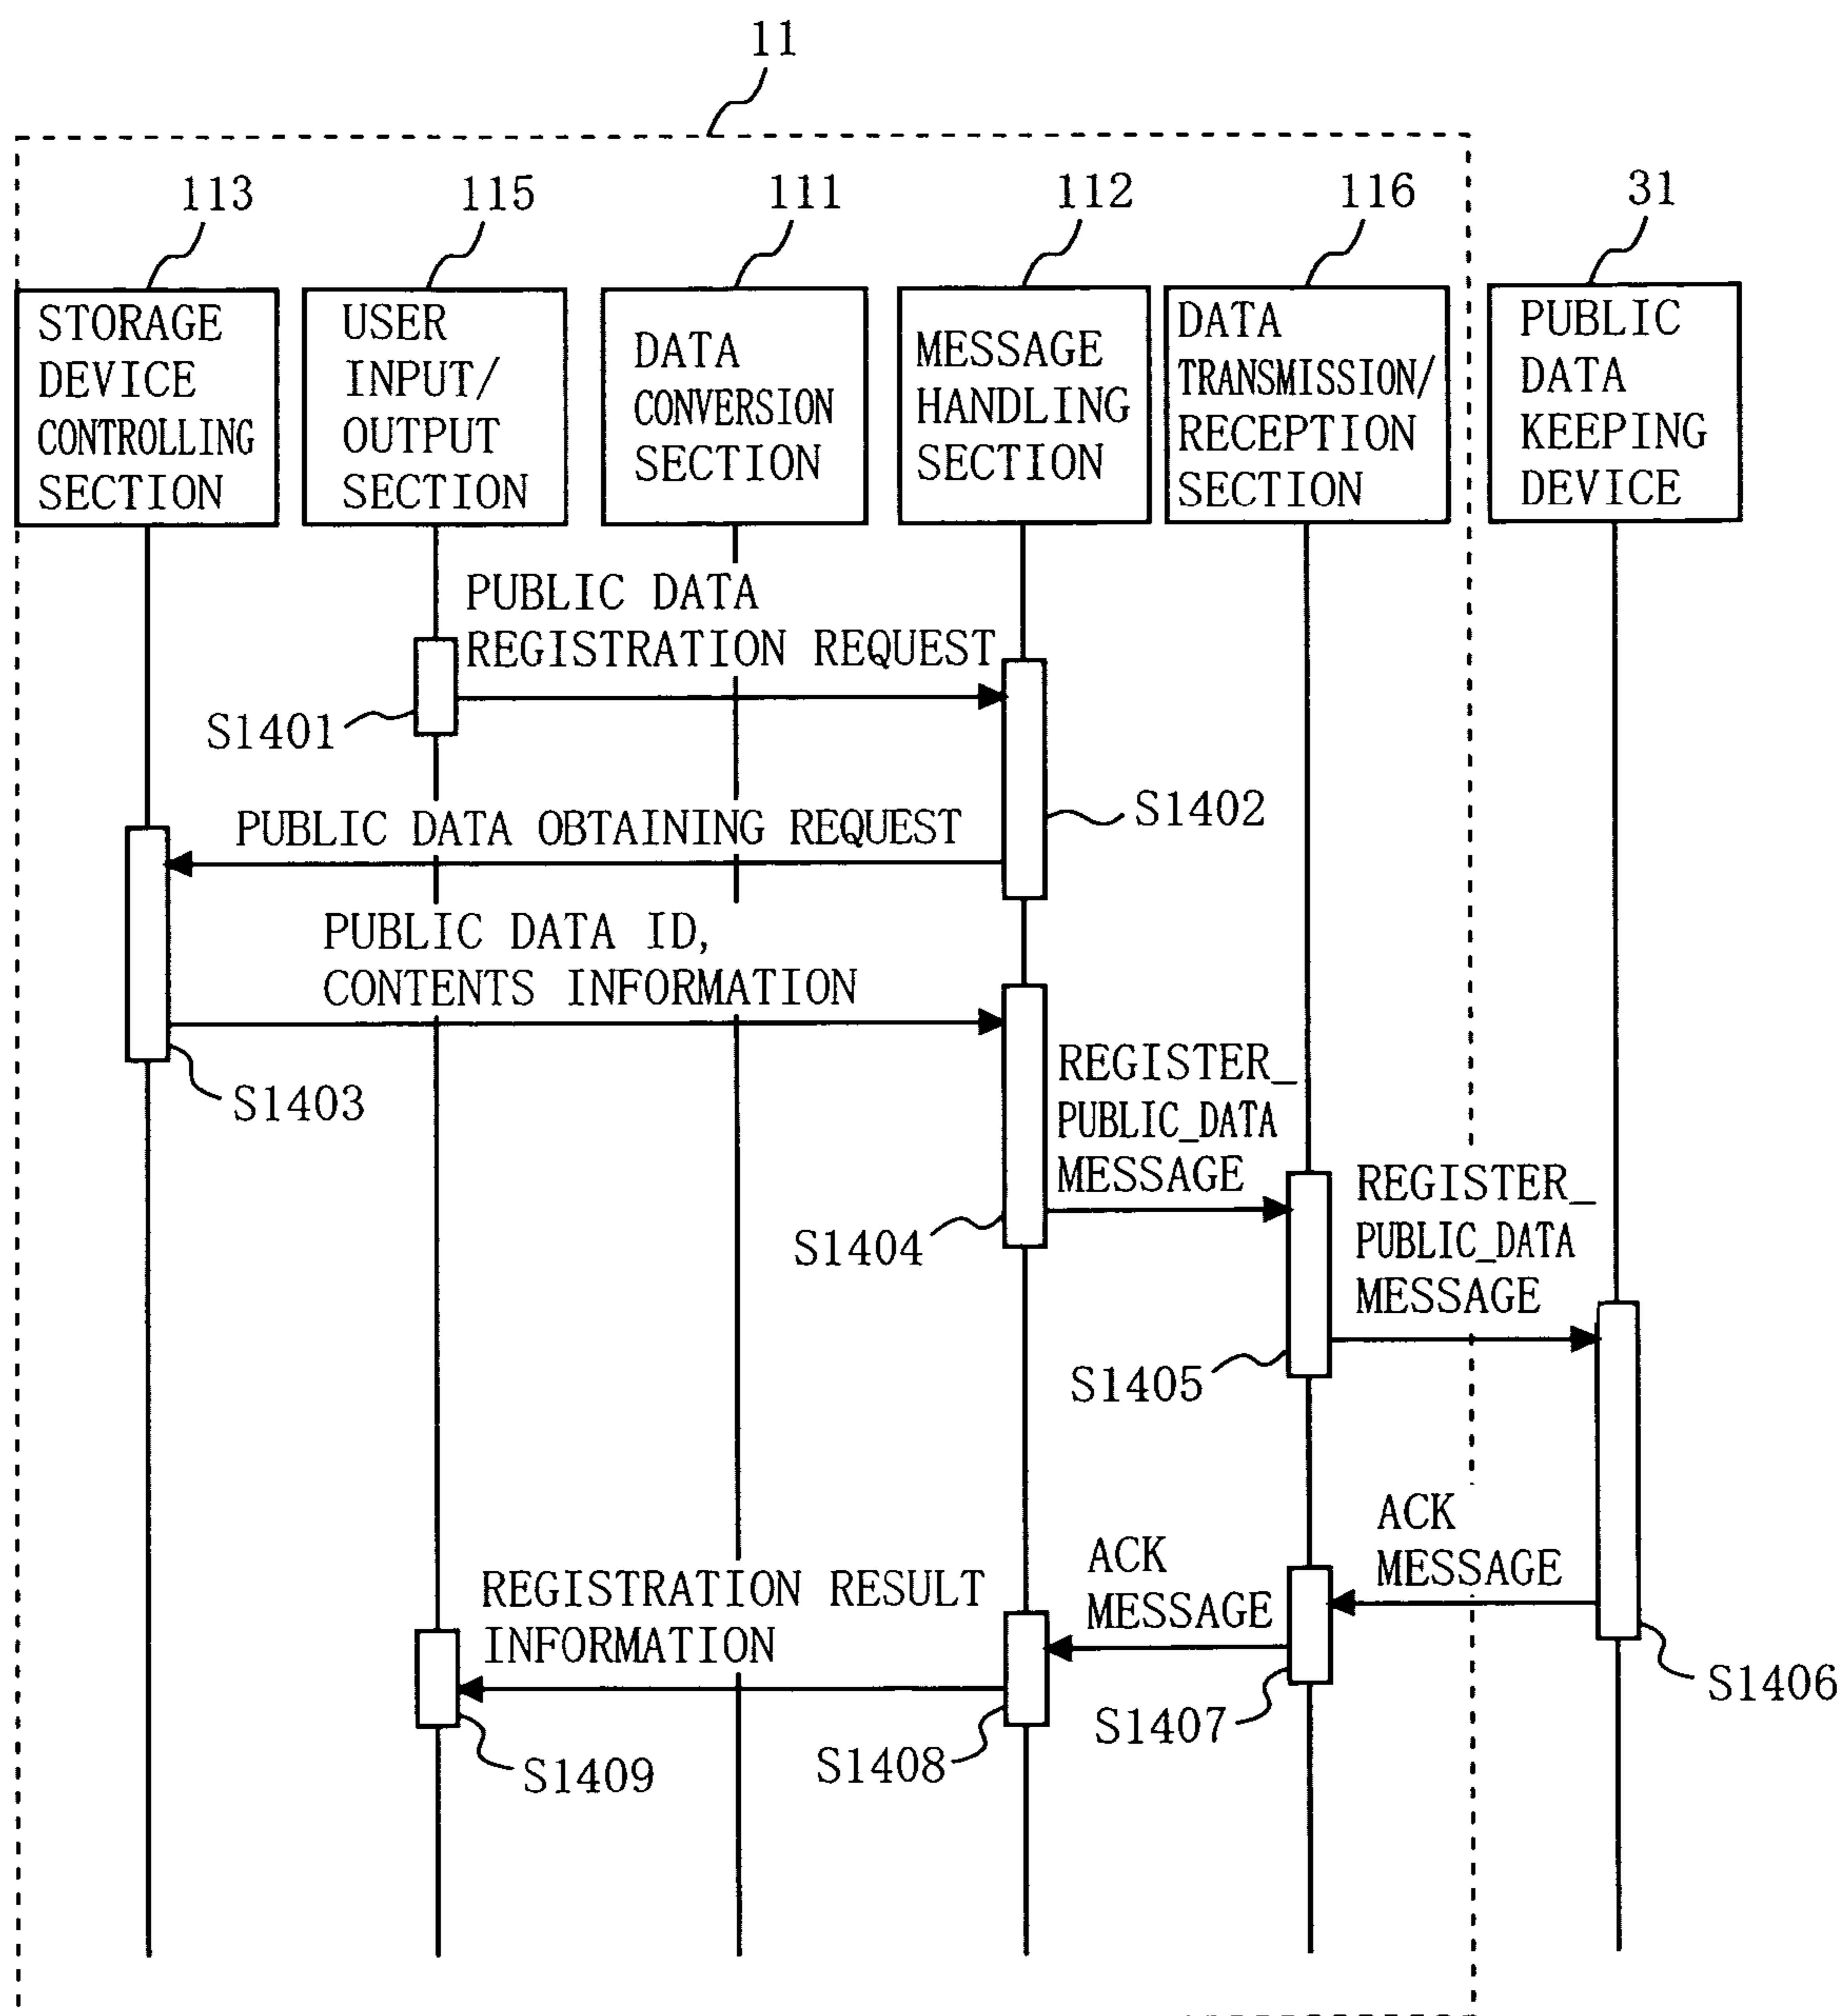 11
113
115
111
112
116
31
STORAGE
DEVICE
CONTROLLING
SECTION
USER
INPUT/
OUTPUT
SECTION
DATA
CONVERSION
SECTION
MESSAGE
HANDLING
SECTION
DATA
TRANSMISSION/
RECEPTION
SECTION
PUBLIC
DATA
KEEPING
DEVICE
PUBLIC DATA
REGISTRATION REQUEST
S1401
S1402
PUBLIC DATA OBTAINING REQUEST
PUBLIC DATA ID,
CONTENTS INFORMATION
S1403
REGISTER_
PUBLIC_DATA
MESSAGE
S1404
REGISTER_
PUBLIC_DATA
MESSAGE
S1405
ACK
MESSAGE
S1406
ACK
MESSAGE
S1407
REGISTRATION RESULT
INFORMATION
S1408
S1409